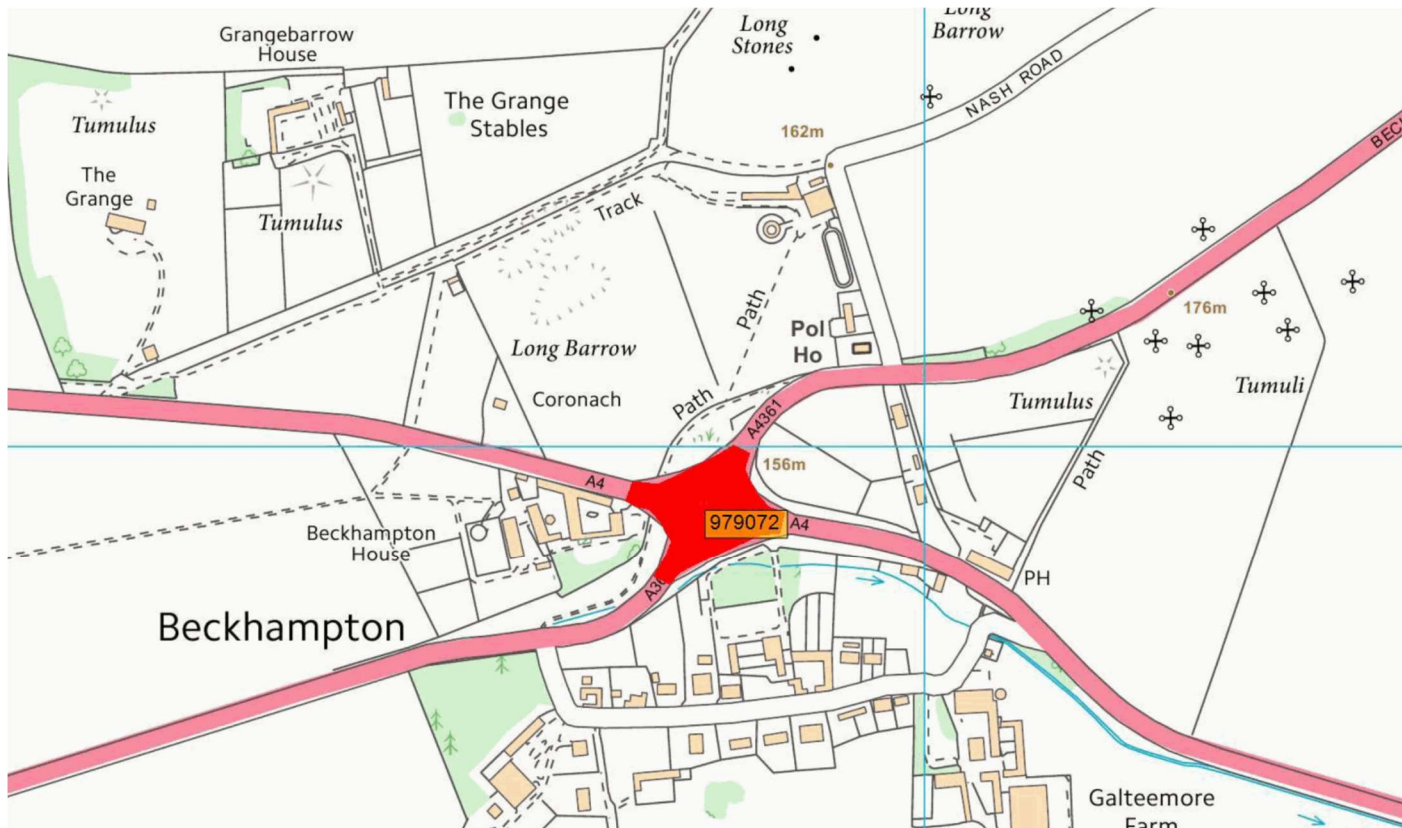 Grangebarrow
House
Long
Stones
Long
Barrow
NASH ROAD
The Grange
Stables
Tumulus
162m
The
Grange
Tumulus
Track
Path
Pol
Ho
176m
Long Barrow
Coronach
Path
Tumulus
Tumuli
A4361
156m
Path
A4
979072
A4
Beckhampton
House
PH
Beckhampton
Galteemore
Farm